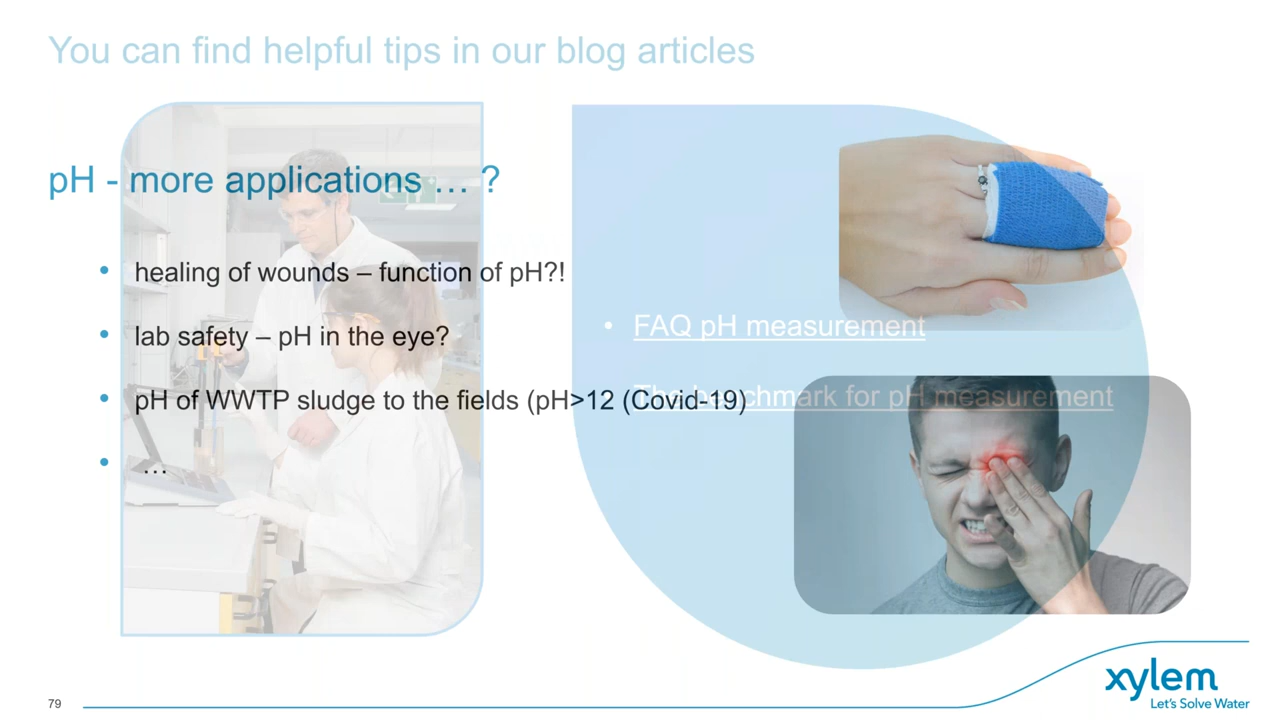 You can find helpful tips in our blog articles
pH - more applications … ?
• healing of wounds – function of pH?!
• lab safety – pH in the eye?
• pH of WWTP sludge to the fields (pH>12 (Covid-19)
• …
• FAQ pH measurement
• The benchmark for pH measurement
79
xylem
Let's Solve Water